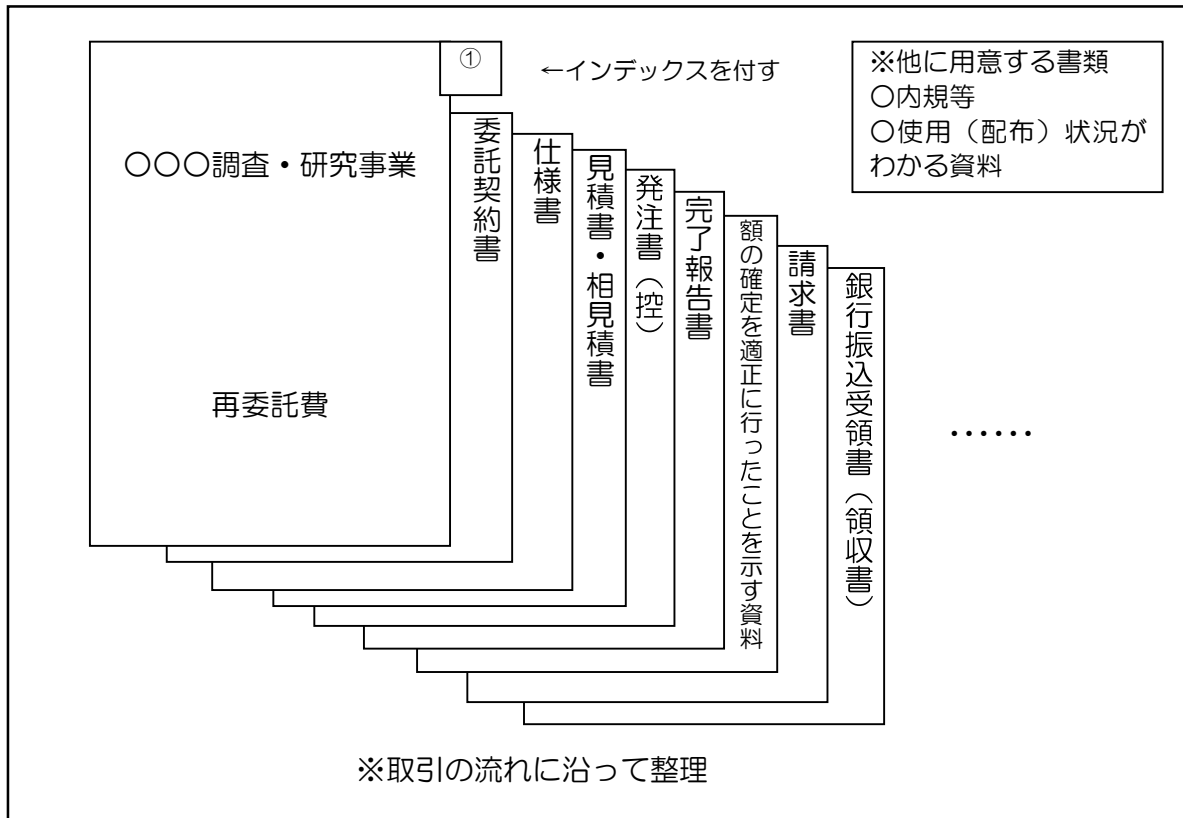 ①
←インデックスを付す
※他に用意する書類
〇内規等
〇使用(配布)状況が
わかる資料
〇〇〇調査・研究事業
再委託費
委託契約書
仕様書
見積書・相見積書
発注書(控)
完了報告書
額の確定を適正に行ったことを示す資料
請求書
銀行振込受領書(領収書)
……
※取引の流れに沿って整理